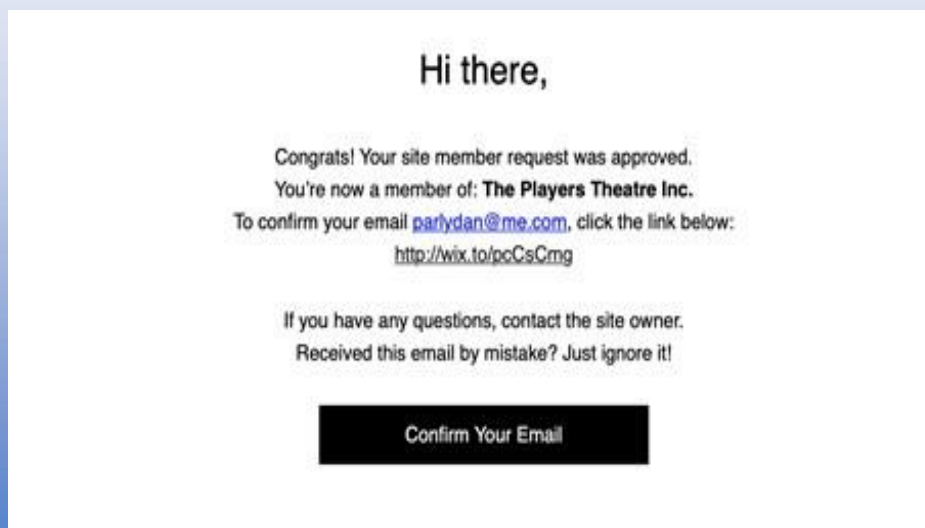 Hi there,
Congrats! Your site member request was approved.
You're now a member of: The Players Theatre Inc.
To confirm your email parlydan@me.com, click the link below:
http://wix.to/pcCsCmg
If you have any questions, contact the site owner.
Received this email by mistake? Just ignore it!
Confirm Your Email